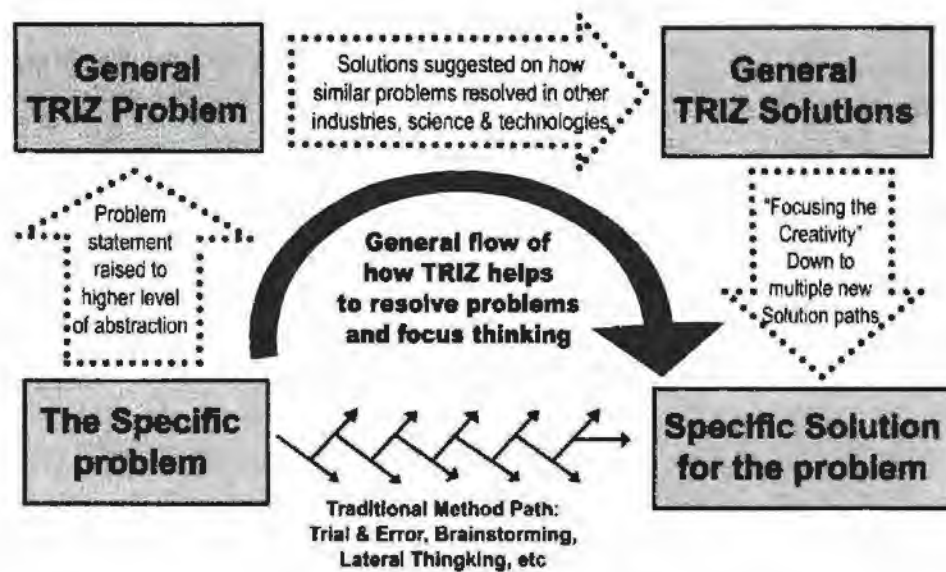 General
TRIZ Problem
Solutions suggested on how
similar problems resolved in other
industries, science & technologies
General
TRIZ Solutions
Problem
statement
raised to
higher level
of abstraction
General flow of
how TRIZ helps
to resolve problems
and focus thinking
"Focusing the
Creativity"
Down to
multiple new
Solution paths
The Specific
problem
Traditional Method Path:
Trial & Error, Brainstorming,
Lateral Thingking, etc
Specific Solution
for the problem